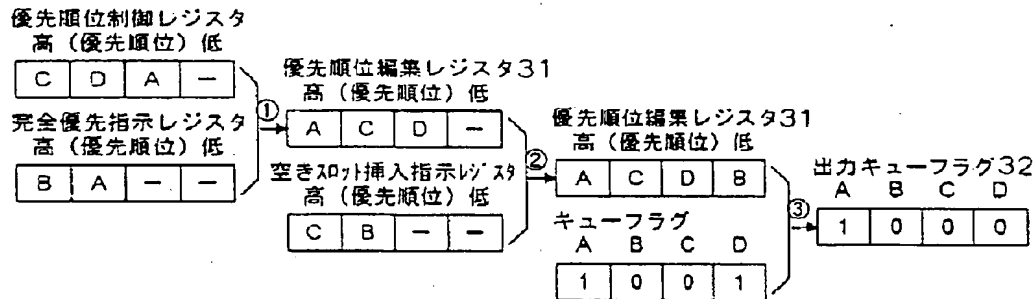 優先順位制御レジスタ
高（優先順位）低
C D A －
完全優先指示レジスタ
高（優先順位）低
B A － －
①
優先順位編集レジスタ31
高（優先順位）低
A C D －
空きスロット挿入指示レジスタ
高（優先順位）低
C B － －
②
優先順位編集レジスタ31
高（優先順位）低
A C D B
キューフラグ
A B C D
1 0 0 1
③
出力キューフラグ32
A B C D
1 0 0 0